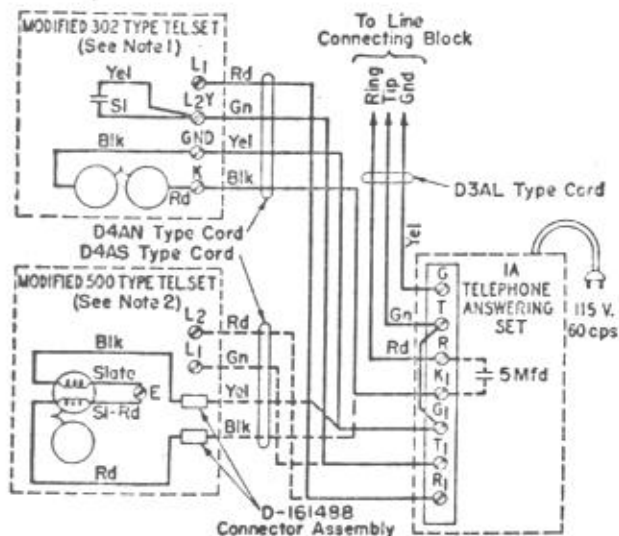 MODIFIED 302 TYPE TEL.SET
(See Note 1)
Yel
Sl
Blk
Rd
L1
L2Y
GND
K
Rd
Gn
Yel
Blk
D4AN Type Cord
D4AS Type Cord
To Line
Connecting Block
Ring
Tip
Gnd
D3AL Type Cord
Yel
Gn
Rd
G
T
R
K1
G1
T1
R1
1A
TELEPHONE
ANSWERING
SET
115 V.
60 cps
5 Mfd
MODIFIED 500 TYPE TEL.SET
(See Note 2)
L2
L1
Rd
Gn
Yel
Blk
Blk
Slate
E
Sl-Rd
Rd
D-161498
Connector Assembly